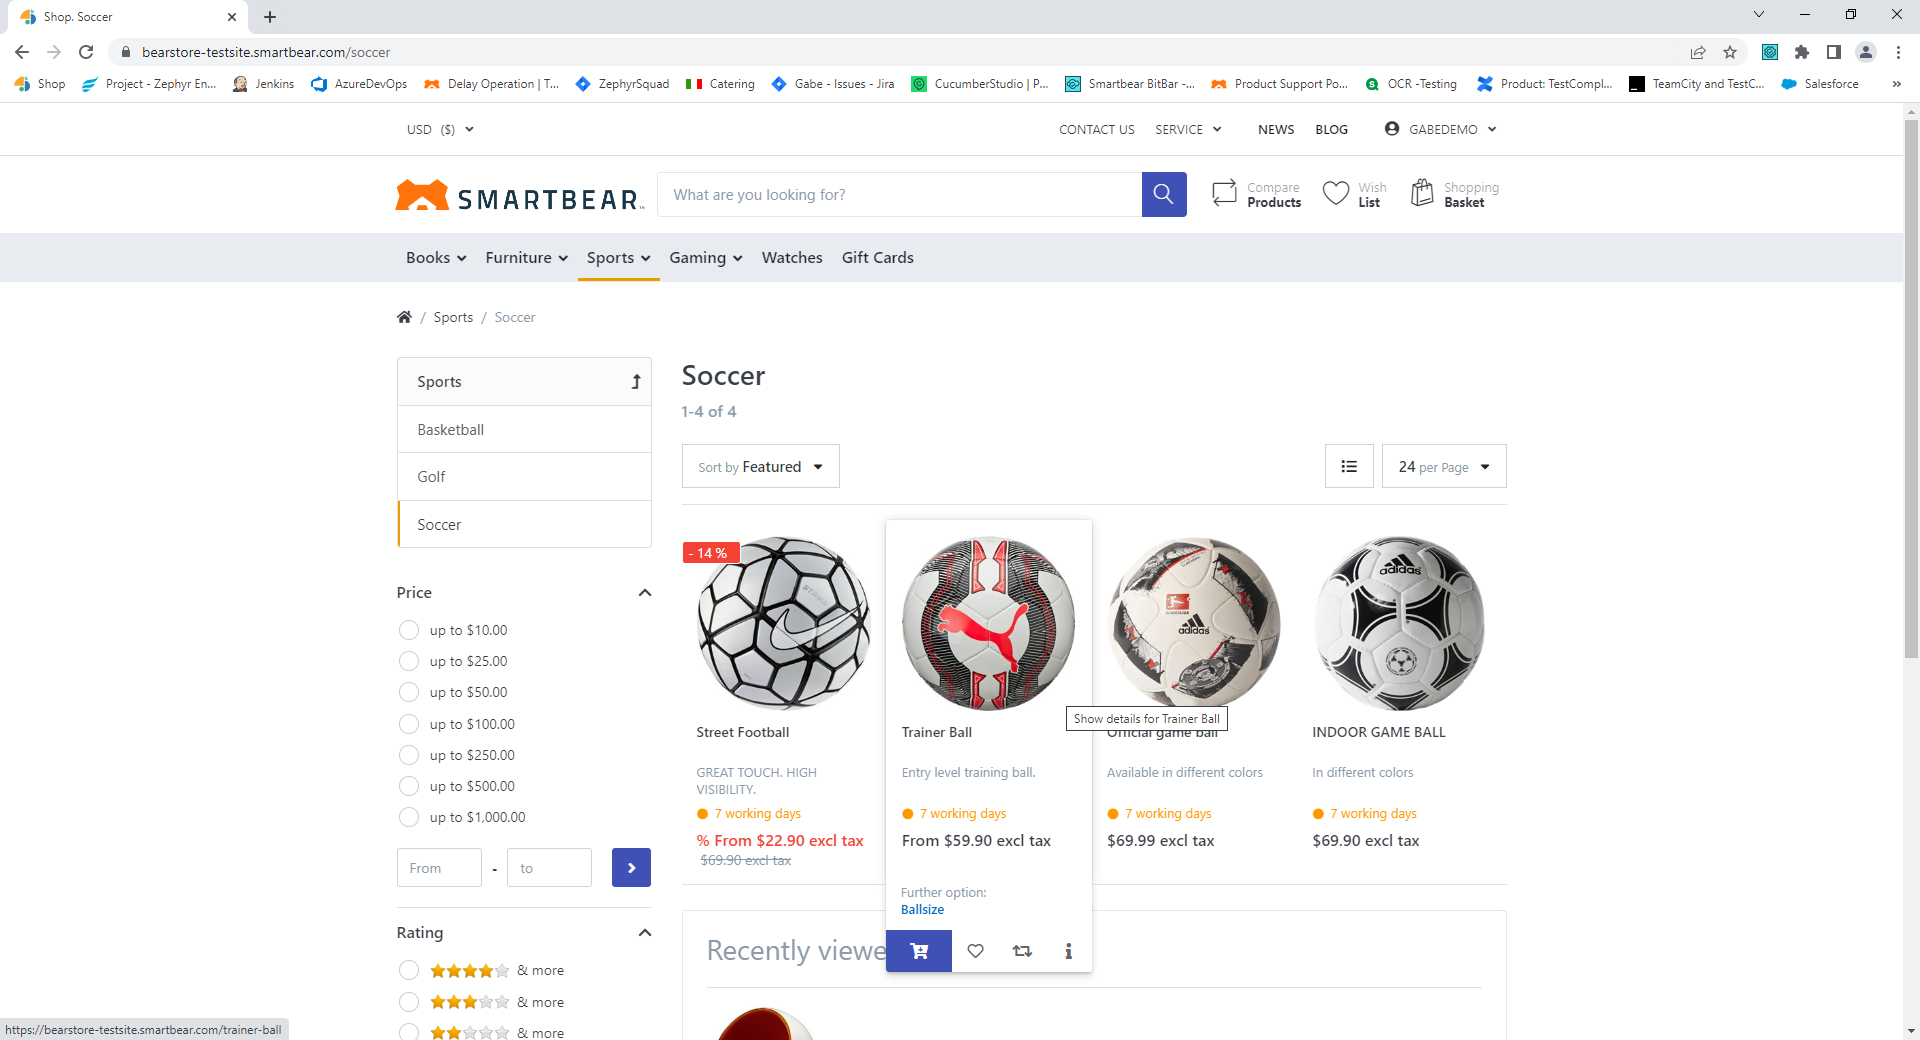 Shop. Soccer
bearstore-testsite.smartbear.com/soccer
Shop
Project - Zephyr En...
Jenkins
AzureDevOps
Delay Operation | T...
ZephyrSquad
Catering
Gabe - Issues - Jira
CucumberStudio | P...
Smartbear BitBar -...
Product Support Po...
OCR -Testing
Product: TestCompl...
TeamCity and TestC...
Salesforce
»
USD ($)
CONTACT US
SERVICE
NEWS
BLOG
GABEDEMO
SMARTBEAR
What are you looking for?
Compare
Products
Wish
List
Shopping
Basket
Books
Furniture
Sports
Gaming
Watches
Gift Cards
/ Sports / Soccer
Sports
Basketball
Golf
Soccer
Price
up to $10.00
up to $25.00
up to $50.00
up to $100.00
up to $250.00
up to $500.00
up to $1,000.00
From - to
Rating
& more
& more
& more
Soccer
1-4 of 4
Sort by Featured
24 per Page
- 14 %
Street Football
GREAT TOUCH. HIGH
VISIBILITY.
7 working days
% From $22.90 excl tax
$69.90 excl tax
Trainer Ball
Entry level training ball.
7 working days
From $59.90 excl tax
Further option:
Ballsize
Show details for Trainer Ball
adidas
Official game ball
Available in different colors
7 working days
$69.99 excl tax
adidas
INDOOR GAME BALL
In different colors
7 working days
$69.90 excl tax
Recently viewe
https://bearstore-testsite.smartbear.com/trainer-ball